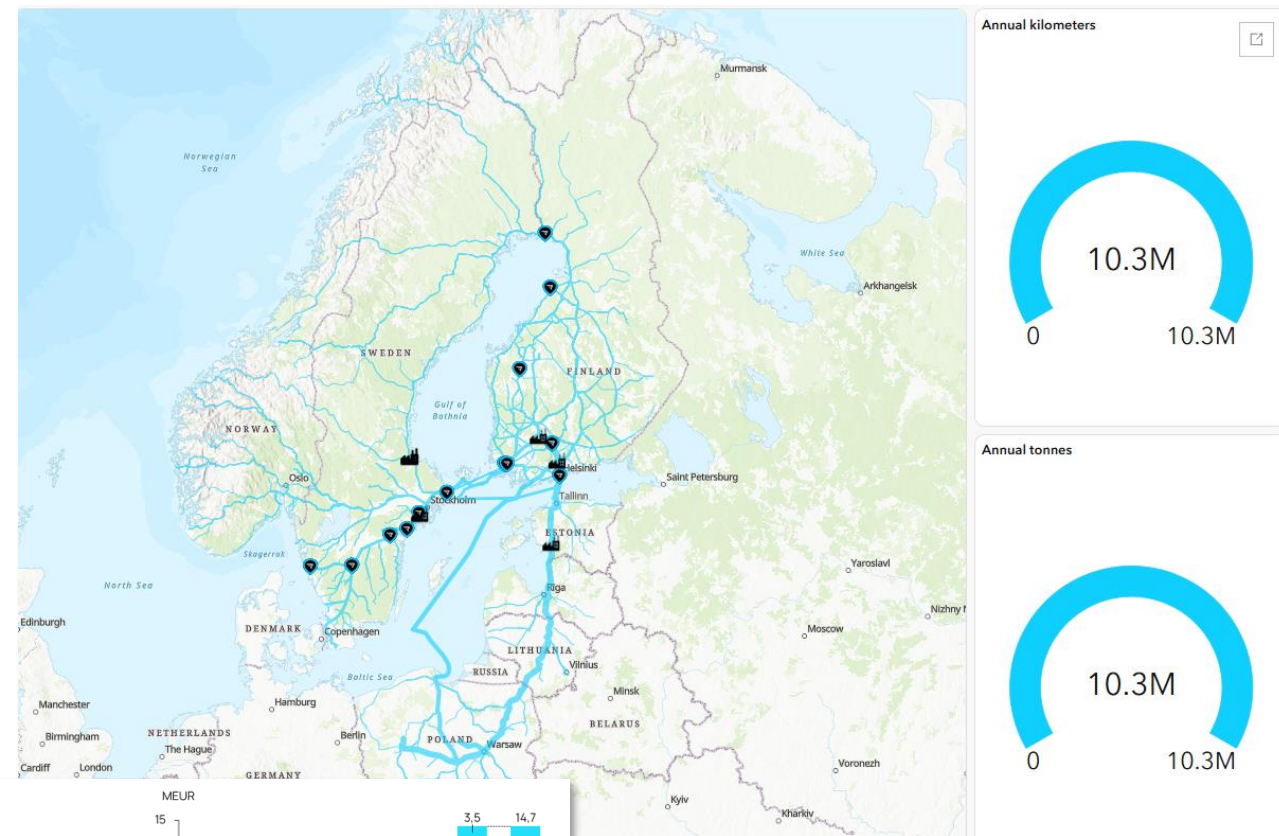 Annual kilometers
10.3M
0
10.3M
Annual tonnes
10.3M
0
10.3M
Murmansk
Norwegian
Sea
White Sea
Arkhangelsk
SWEDEN
FINLAND
Gulf of
Bothnia
NORWAY
Oslo
Helsinki
Saint Petersburg
Stockholm
Tallinn
ESTONIA
Skagerrak
Yaroslavl
North Sea
Riga
Nizhny
Edinburgh
DENMARK
Copenhagen
Moscow
LITHUANIA
Vilnius
Baltic Sea
RUSSIA
Minsk
Manchester
Hamburg
BELARUS
Birmingham
NETHERLANDS
Berlin
POLAND
Warsaw
The Hague
Cardiff
London
GERMANY
Voronezh
Kyiv
Kharkiv
MEUR
15
3,5
14,7